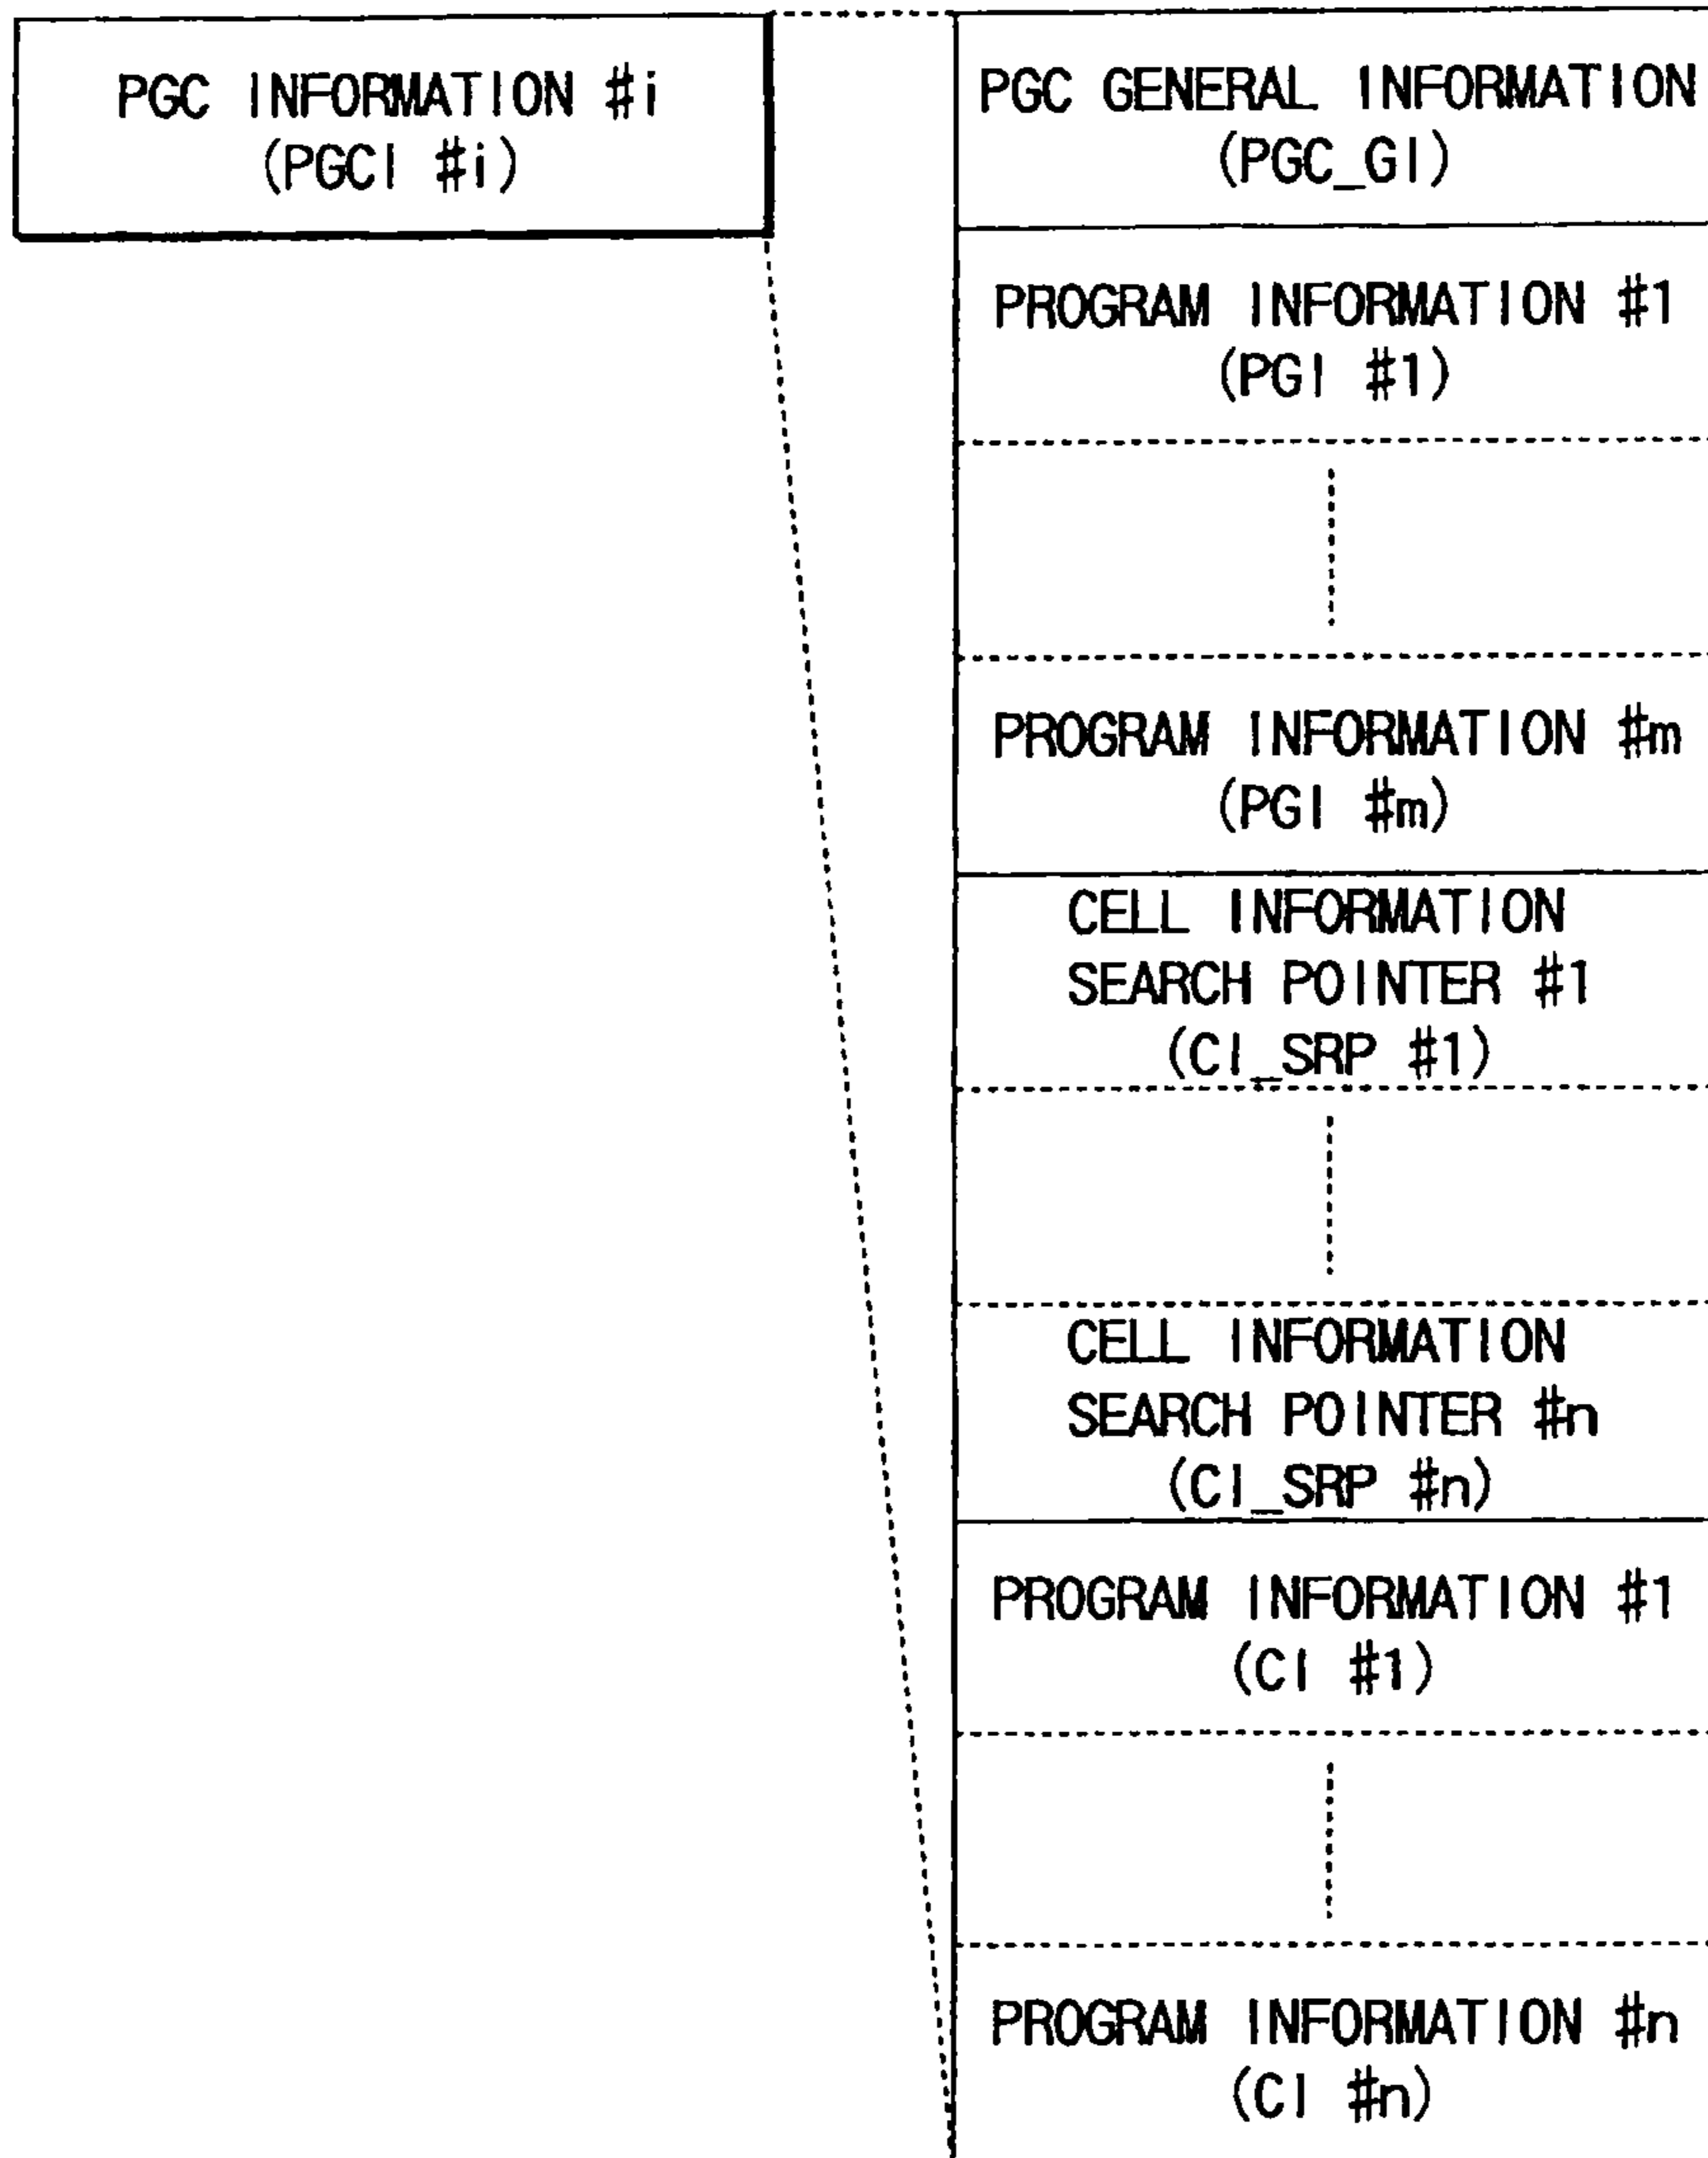 PGC INFORMATION #i
(PGCI #i)
PGC GENERAL INFORMATION
(PGC_GI)
PROGRAM INFORMATION #1
(PGI #1)
PROGRAM INFORMATION #m
(PGI #m)
CELL INFORMATION
SEARCH POINTER #1
(CI_SRP #1)
CELL INFORMATION
SEARCH POINTER #n
(CI_SRP #n)
PROGRAM INFORMATION #1
(CI #1)
PROGRAM INFORMATION #n
(CI #n)